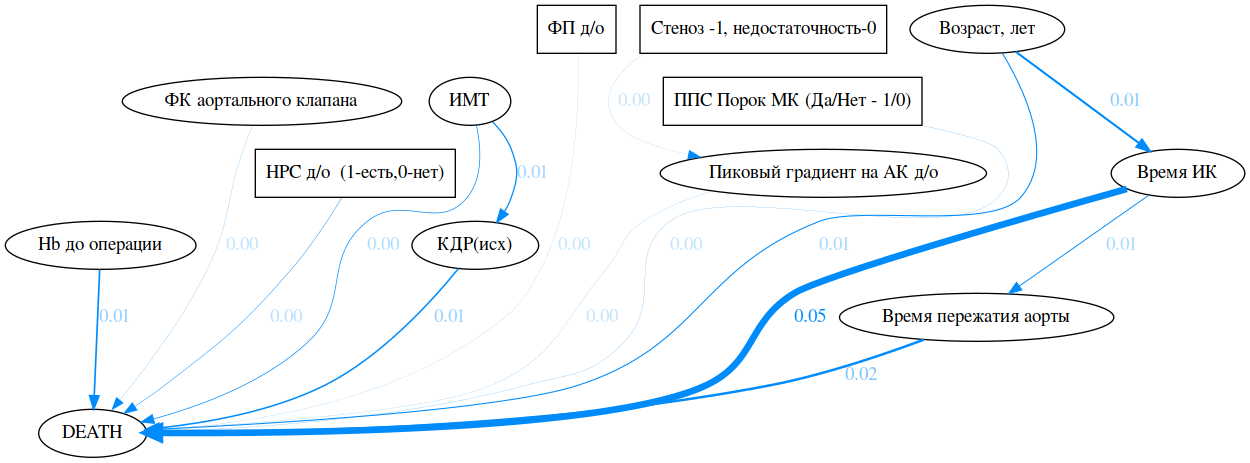 ФП д/о
Стеноз -1, недостаточность-0
Возраст, лет
ФК аортального клапана
ИМТ
0.00
ППС Порок МК (Да/Нет - 1/0)
0.01
НРС д/о  (1-есть,0-нет)
0.01
Пиковый градиент на АК д/о
Время ИК
Hb до операции
0.00
0.00
КДР(исх)
0.00
0.00
0.01
0.01
0.01
0.00
0.01
0.00
0.05
Время пережатия аорты
0.02
DEATH